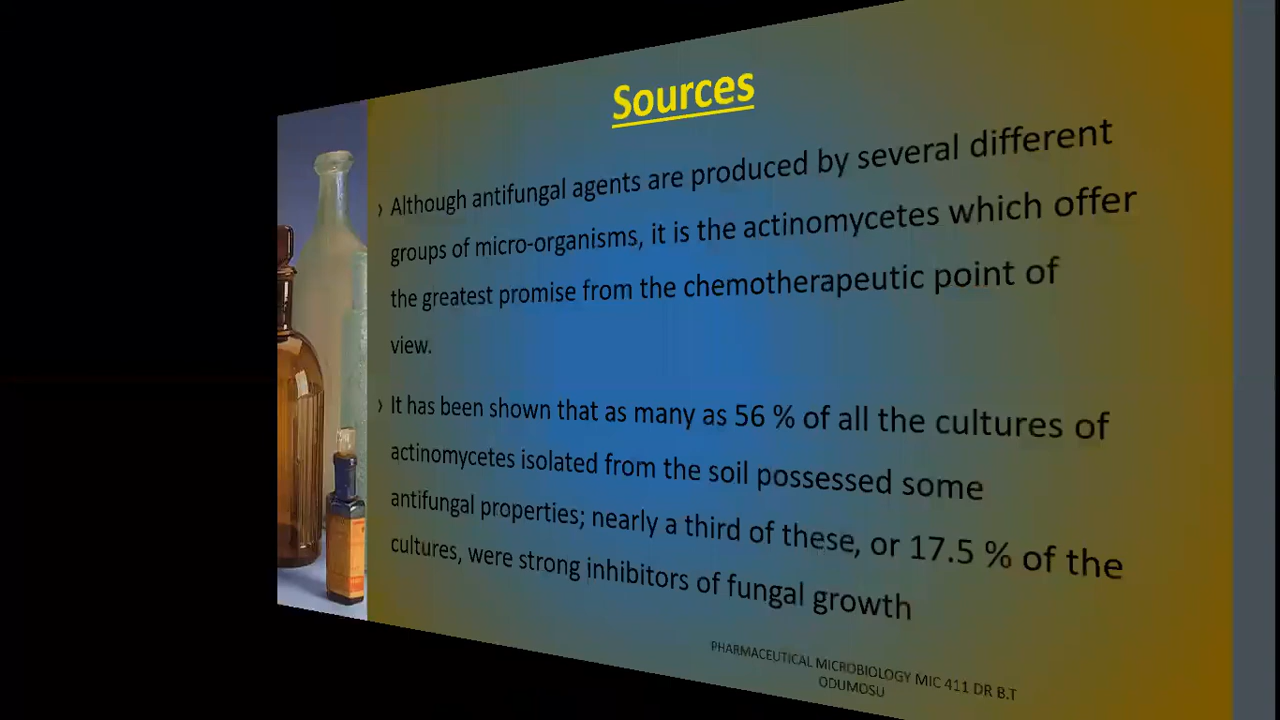 Sources
› Although antifungal agents are produced by several different
groups of micro-organisms, it is the actinomycetes which offer
the greatest promise from the chemotherapeutic point of
view.
› It has been shown that as many as 56 % of all the cultures of
actinomycetes isolated from the soil possessed some
antifungal properties; nearly a third of these, or 17.5 % of the
cultures, were strong inhibitors of fungal growth
PHARMACEUTICAL MICROBIOLOGY MIC 411 DR B.T
ODUMOSU